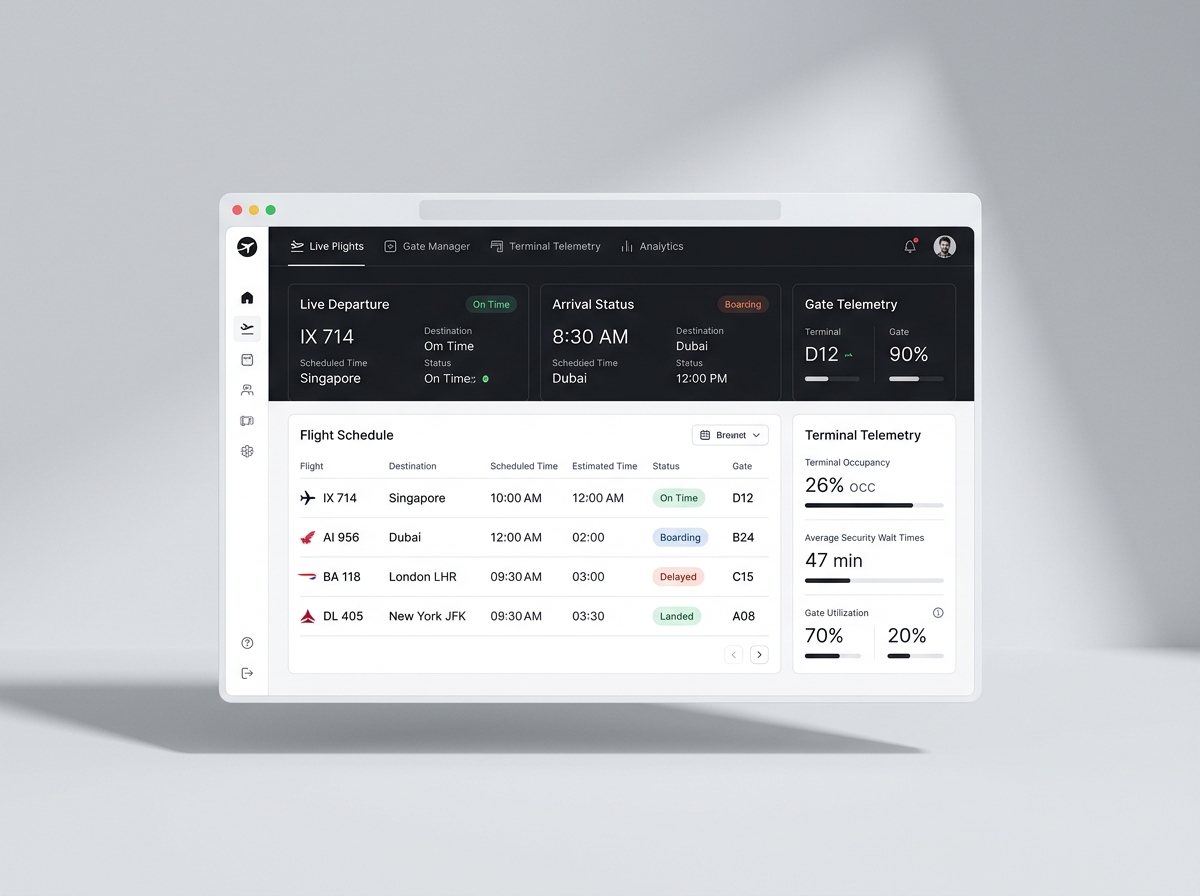 Live Flights Gate Manager Terminal Telemetry Analytics
Live Departure On Time
IX 714
Destination
Om Time
Scheduled Time
Singapore
Status
On Time:
Arrival Status Boarcing
8:30 AM
Destination
Dubai
Schedded Time
Dubai
Status
12:00 PM
Gate Telemetry
Terminal Gate
D12 90%
Flight Schedule Brewnet
Flight Destination Scheduled Time Estimated Time Status Gate
IX 714 Singapore 10:00 AM 12:00 AM On Time D12
AI 956 Dubai 12:00 AM 02:00 Boarding B24
BA 118 London LHR 09:30 AM 03:00 Delayed C15
DL 405 New York JFK 09:30 AM 03:30 Landed A08
Terminal Telemetry
Terminal Occupancy
26% OCC
Average Security Walt Times
47 min
Gate Utilization
70% 20%